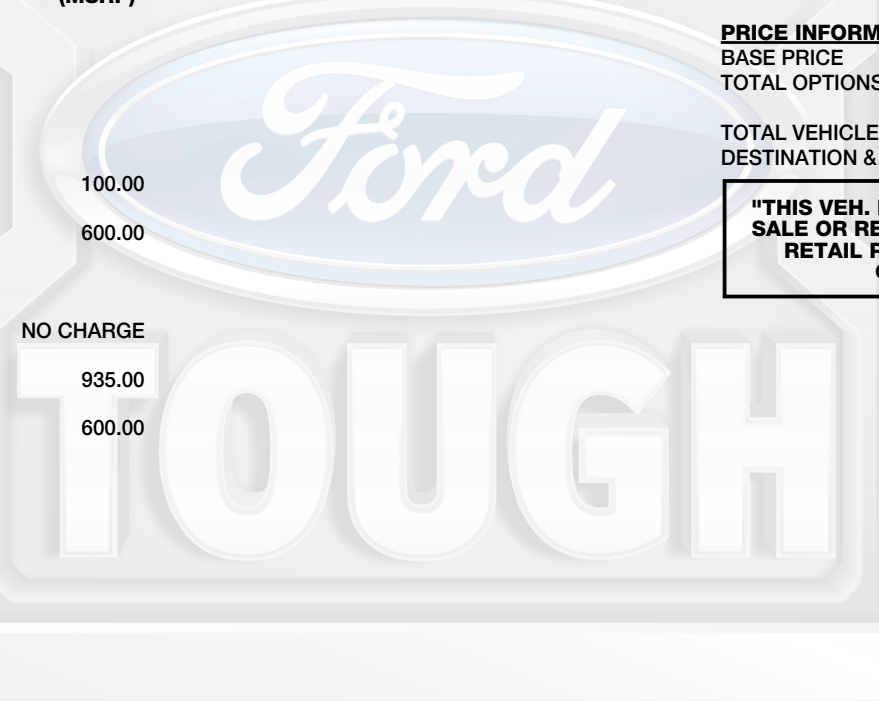 (MSRP)
100.00
600.00
NO CHARGE
935.00
600.00
PRICE INFORM
BASE PRICE
TOTAL OPTIONS
TOTAL VEHICLE
DESTINATION &
"THIS VEH.
SALE OR RE
RETAIL P
Ford
TOUGH